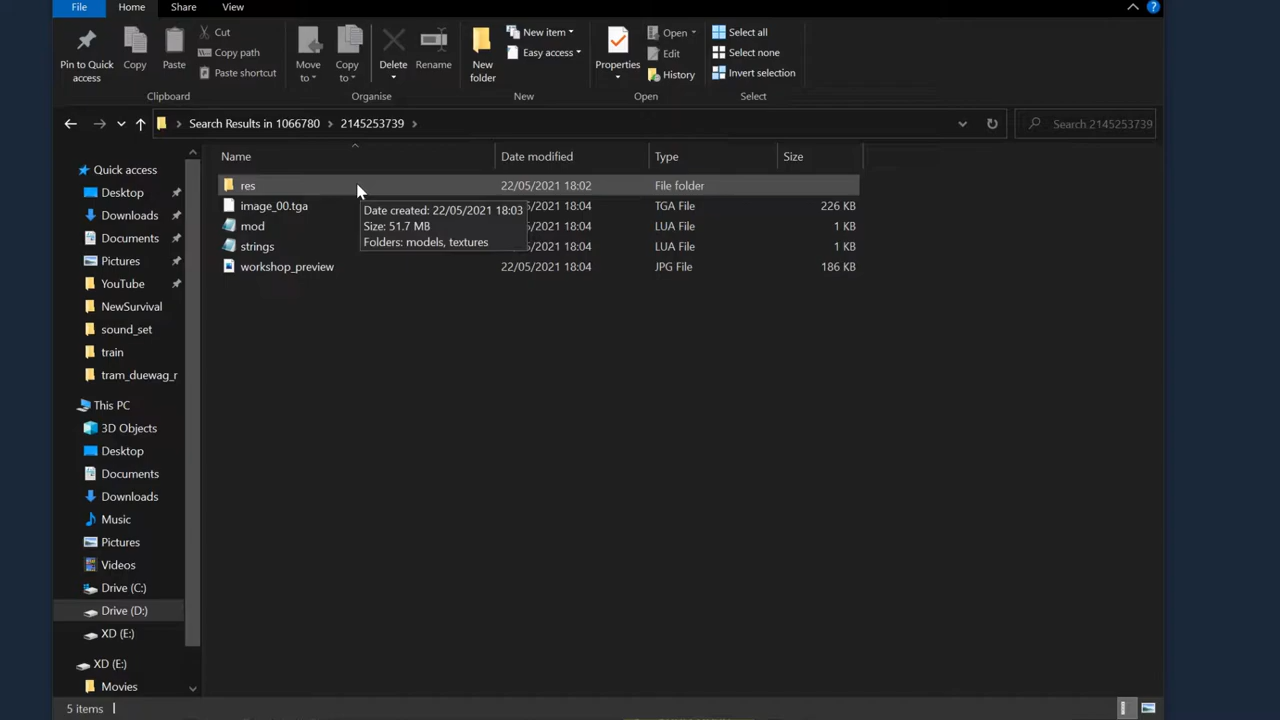 File Home Share View
Pin to Quick access
Copy
Paste
Cut
Copy path
Paste shortcut
Clipboard
Move to
Copy to
Delete
Rename
Organise
New folder
New item
Easy access
New
Properties
Open
Edit
History
Open
Select all
Select none
Invert selection
Select
Search Results in 1066780 2145253739
Search 2145253739
Name Date modified Type Size
res 22/05/2021 18:02 File folder
image_00.tga 5/2021 18:04 TGA File 226 KB
mod 5/2021 18:04 LUA File 1 KB
strings 5/2021 18:04 LUA File 1 KB
workshop_preview 22/05/2021 18:04 JPG File 186 KB
Date created: 22/05/2021 18:03
Size: 51.7 MB
Folders: models, textures
Quick access
Desktop
Downloads
Documents
Pictures
YouTube
NewSurvival
sound_set
train
tram_duewag_r
This PC
3D Objects
Desktop
Documents
Downloads
Music
Pictures
Videos
Drive (C:)
Drive (D:)
XD (E:)
XD (E:)
Movies
5 items